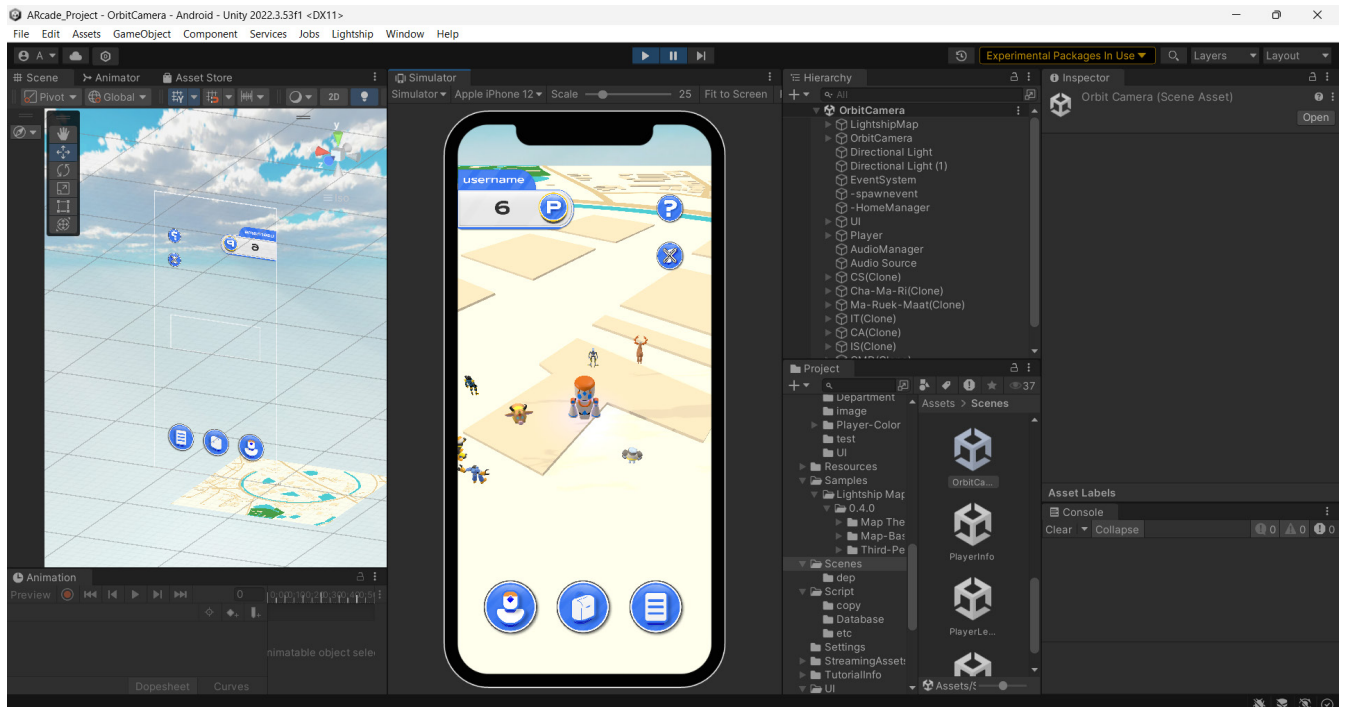 ARcade_Project - OrbitCamera - Android - Unity 2022.3.53f1 <DX11>
File Edit Assets GameObject Component Services Jobs Lightship Window Help
A
Experimental Packages In Use
Layers
Layout
Scene
Animator
Asset Store
Pivot
Global
2D
y
z
Iso
Simulator
Simulator
Apple iPhone 12
Scale
25
Fit to Screen
username
6
P
?
Animation
Preview
0
Dopesheet
Curves
Hierarchy
All
OrbitCamera
LightshipMap
OrbitCamera
Directional Light
Directional Light (1)
EventSystem
-spawnevent
-HomeManager
UI
Player
AudioManager
Audio Source
CS(Clone)
Cha-Ma-Ri(Clone)
Ma-Ruek-Maat(Clone)
IT(Clone)
CA(Clone)
IS(Clone)
Project
37
Department
image
Player-Color
test
UI
Resources
Samples
Lightship Map
0.4.0
Map The
Map-Bas
Third-Pe
Scenes
dep
Script
copy
Database
etc
Settings
StreamingAssets
TutorialInfo
UI
Assets > Scenes
OrbitCa...
PlayerInfo
PlayerLe...
Assets/S
Inspector
Orbit Camera (Scene Asset)
Open
Asset Labels
Console
Clear
Collapse
0
0
0